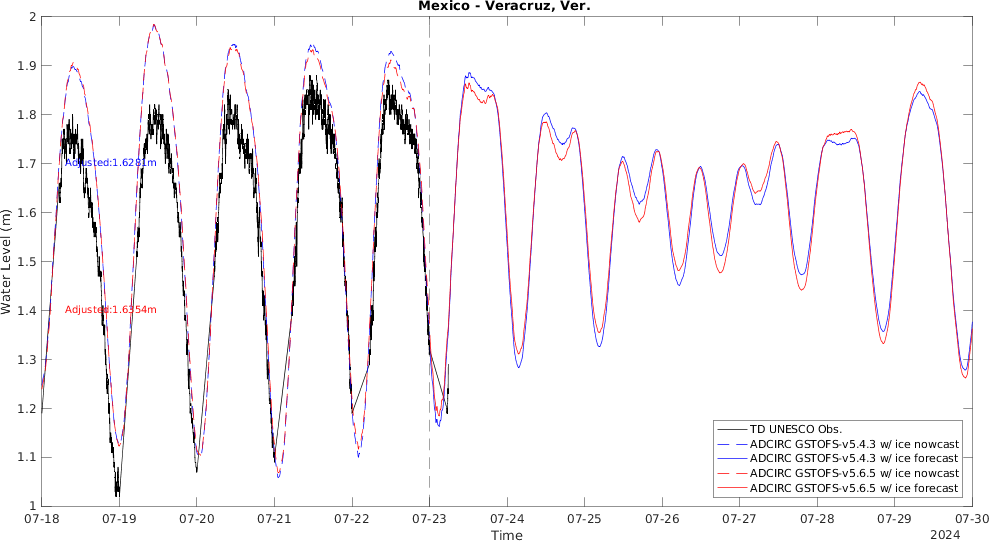 Mexico - Veracruz, Ver.
Water Level (m)
2
1.9
1.8
1.7
1.6
1.5
1.4
1.3
1.2
1.1
1
Adjusted:1.6281m
Adjusted:1.6354m
TD UNESCO Obs.
ADCIRC GSTOFS-v5.4.3 w/ ice nowcast
ADCIRC GSTOFS-v5.4.3 w/ ice forecast
ADCIRC GSTOFS-v5.6.5 w/ ice nowcast
ADCIRC GSTOFS-v5.6.5 w/ ice forecast
07-18 07-19 07-20 07-21 07-22 07-23 07-24 07-25 07-26 07-27 07-28 07-29 07-30
Time
2024